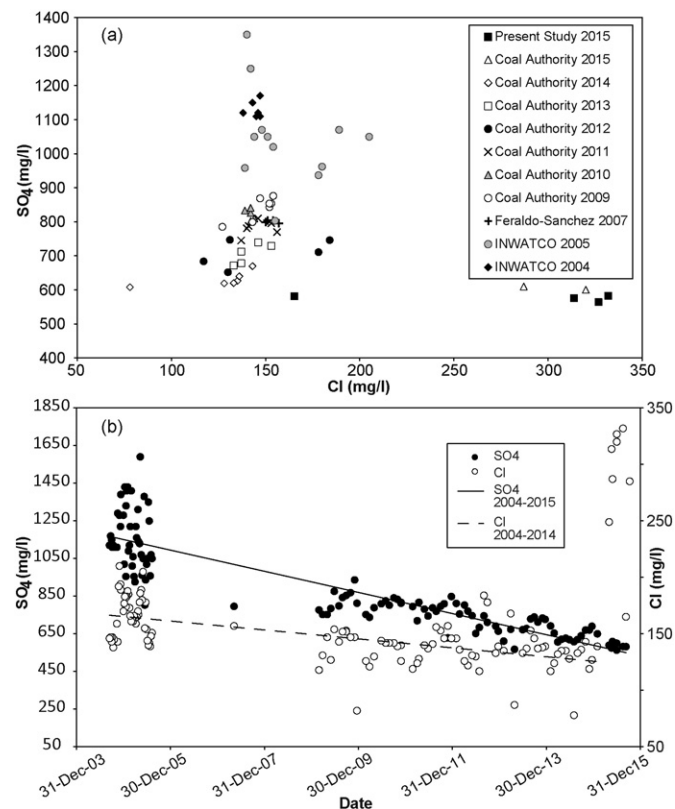 (a)
1400
1300
1200
1100
1000
900
800
700
600
500
400
SO4(mg/l)
50 100 150 200 250 300 350
Cl (mg/l)
Present Study 2015
Coal Authority 2015
Coal Authority 2014
Coal Authority 2013
Coal Authority 2012
Coal Authority 2011
Coal Authority 2010
Coal Authority 2009
Feraldo-Sanchez 2007
INWATCO 2005
INWATCO 2004
(b)
1850
1650
1450
1250
1050
850
650
450
250
50
SO4(mg/l)
SO4
Cl
SO4
2004-2015
Cl
2004-2014
350
250
150
50
Cl (mg/l)
31-Dec-03 30-Dec-05 31-Dec-07 30-Dec-09 31-Dec-11 30-Dec-13 31-Dec15
Date